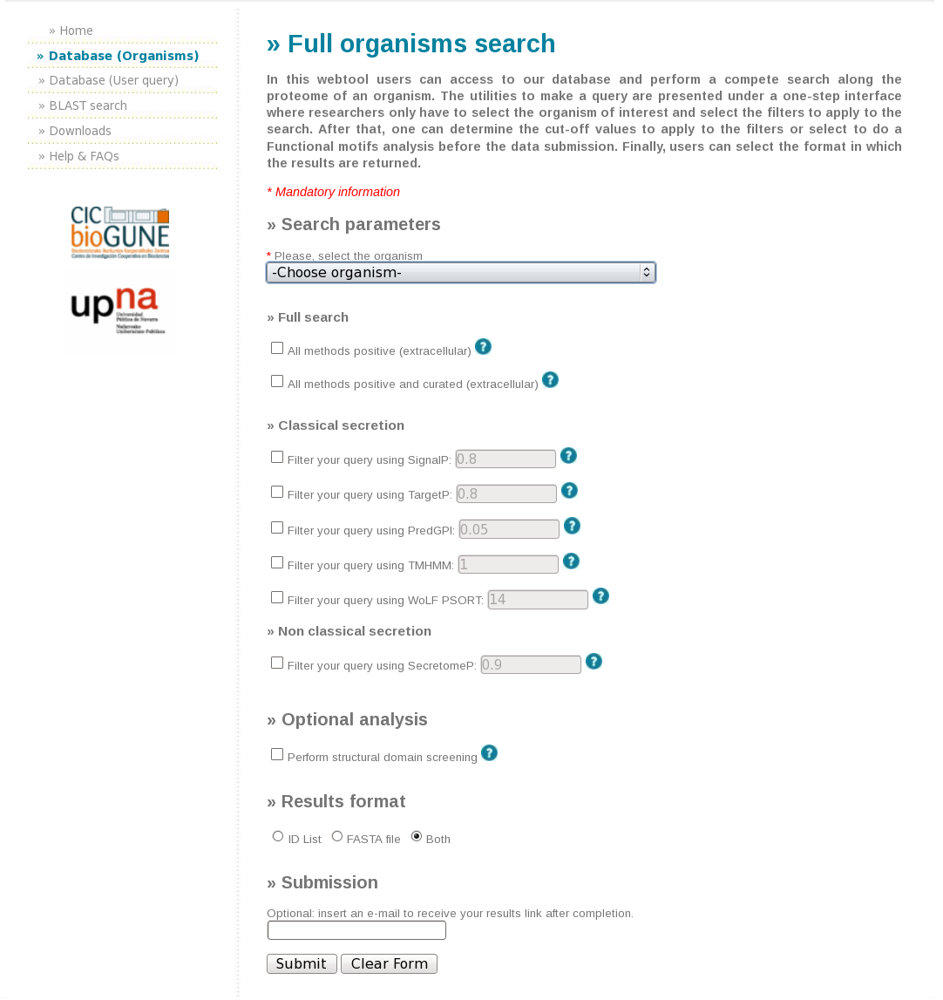 » Home
» Database (Organisms)
» Database (User query)
» BLAST search
» Downloads
» Help & FAQs
CIC
bioGUNE
Centro de Investigación Cooperativa en Biociencias
upna
Universidad
Pública de Navarra
Nafarroako
Unibertsitate Publikoa
» Full organisms search
In this webtool users can access to our database and perform a compete search along the
proteome of an organism. The utilities to make a query are presented under a one-step interface
where researchers only have to select the organism of interest and select the filters to apply to the
search. After that, one can determine the cut-off values to apply to the filters or select to do a
Functional motifs analysis before the data submission. Finally, users can select the format in which
the results are returned.
* Mandatory information
» Search parameters
* Please, select the organism
-Choose organism-
» Full search
All methods positive (extracellular) ?
All methods positive and curated (extracellular) ?
» Classical secretion
Filter your query using SignalP: 0.8 ?
Filter your query using TargetP: 0.8 ?
Filter your query using PredGPI: 0.05 ?
Filter your query using TMHMM: 1 ?
Filter your query using WoLF PSORT: 14 ?
» Non classical secretion
Filter your query using SecretomeP: 0.9 ?
» Optional analysis
Perform structural domain screening ?
» Results format
ID List FASTA file Both
» Submission
Optional: insert an e-mail to receive your results link after completion.
Submit Clear Form